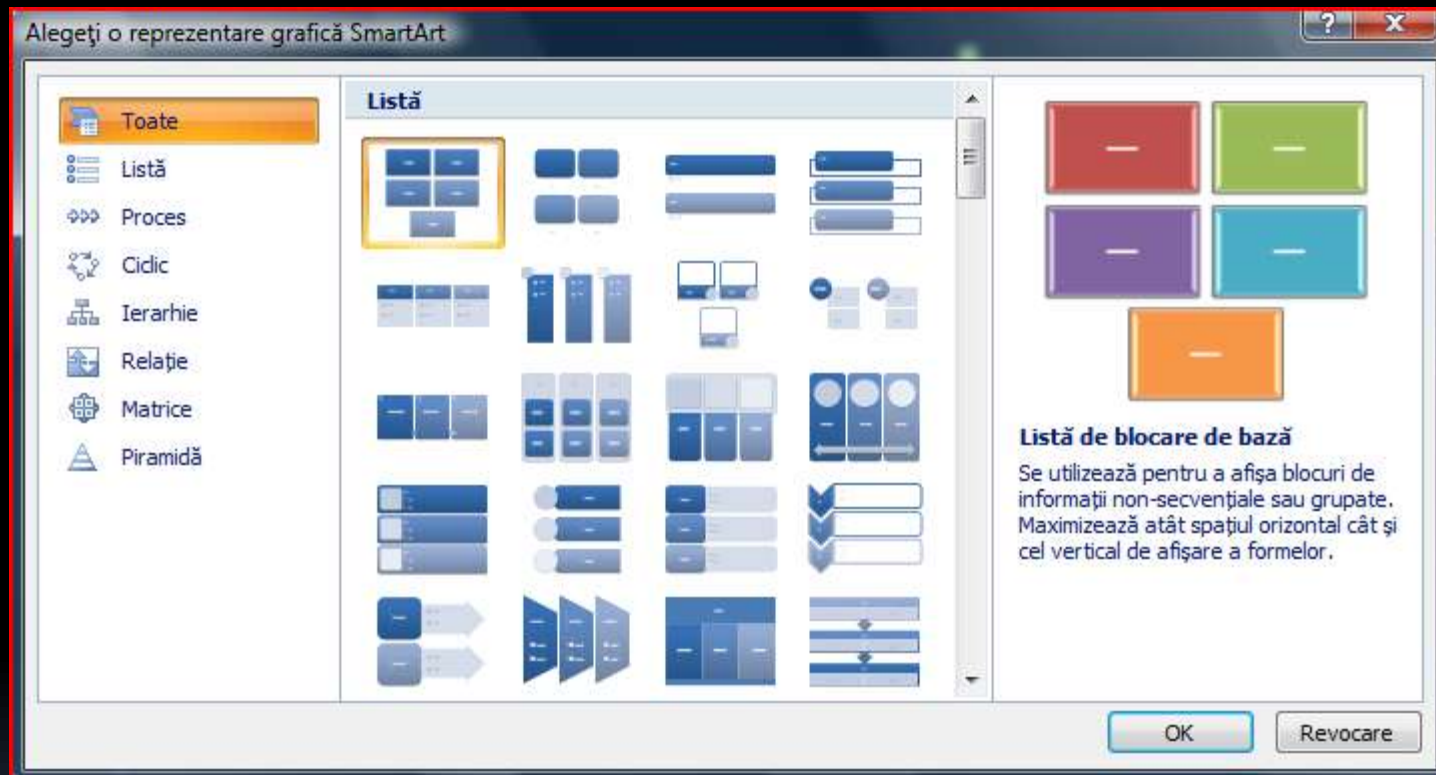 Alegeţi o reprezentare grafică SmartArt
?
X
Toate
Listă
Proces
Ciclic
Ierarhie
Relaţie
Matrice
Piramidă
Listă
Listă de blocare de bază
Se utilizează pentru a afişa blocuri de
informaţii non-secvenţiale sau grupate.
Maximizează atât spaţiul orizontal cât şi
cel vertical de afişare a formelor.
OK
Revocare